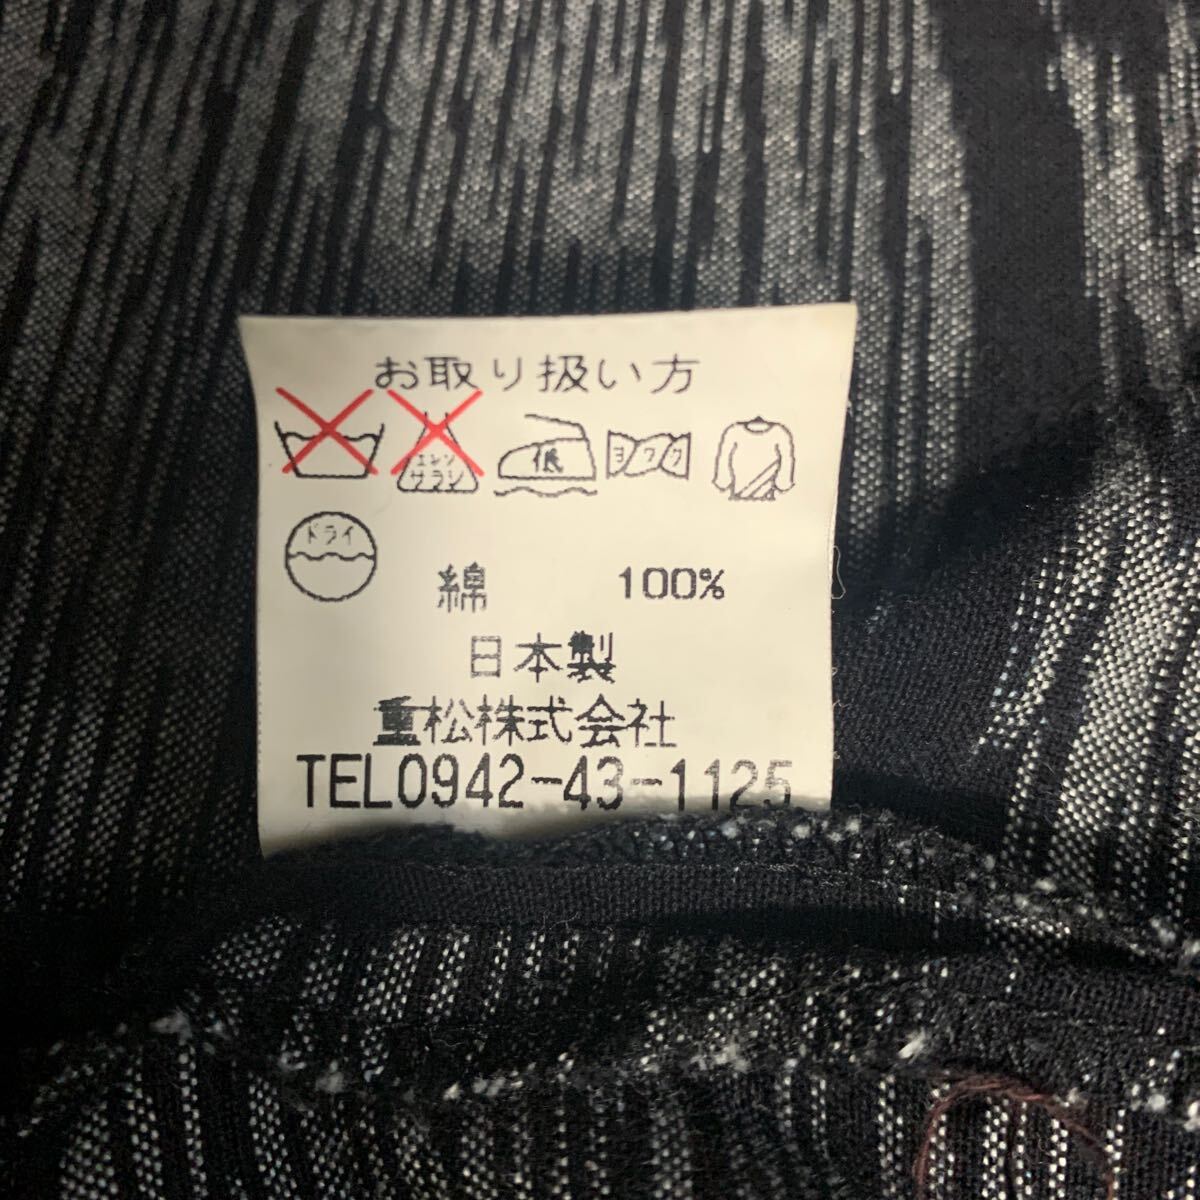 お取り扱い方
エンソ サラシ 低 ヨワク
ドライ
綿 100%
日本製
重松株式会社
TEL0942-43-1125